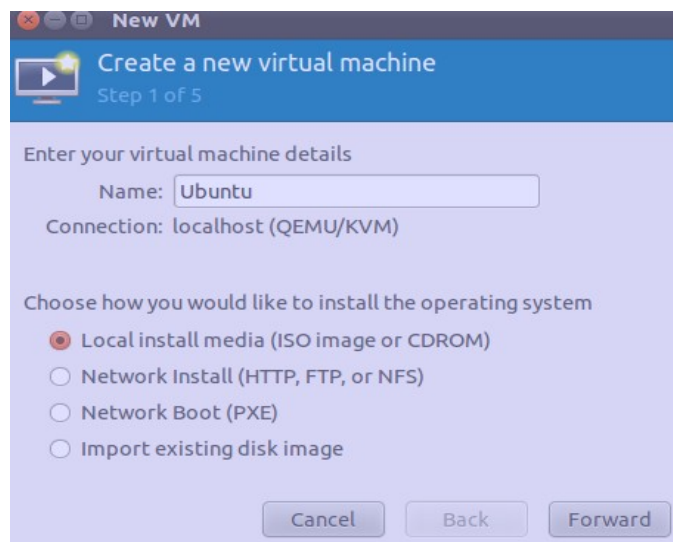 New VM
Create a new virtual machine
Step 1 of 5
Enter your virtual machine details
Name: Ubuntu
Connection: localhost (QEMU/KVM)
Choose how you would like to install the operating system
Local install media (ISO image or CDROM)
Network Install (HTTP, FTP, or NFS)
Network Boot (PXE)
Import existing disk image
Cancel Back Forward